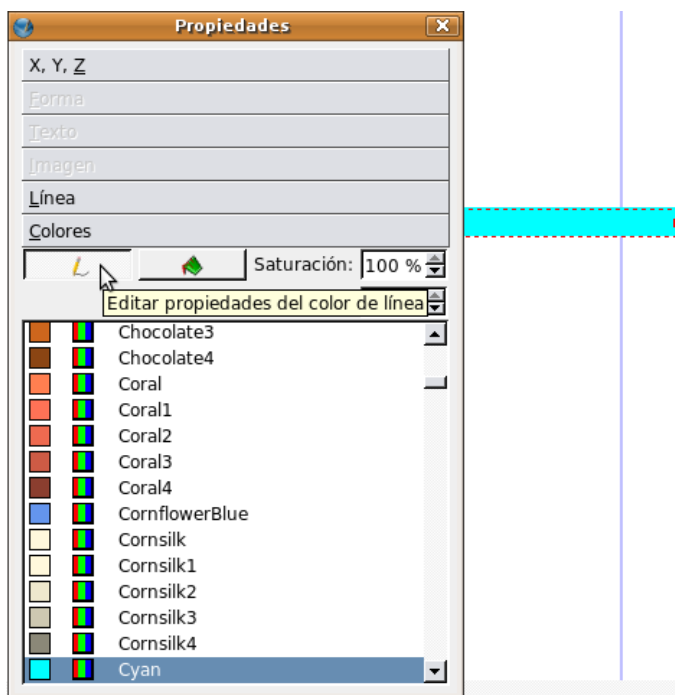 Propiedades
X, Y, Z
Forma
Texto
Imagen
Línea
Colores
Saturación: 100 %
Editar propiedades del color de línea
Chocolate3
Chocolate4
Coral
Coral1
Coral2
Coral3
Coral4
CornflowerBlue
Cornsilk
Cornsilk1
Cornsilk2
Cornsilk3
Cornsilk4
Cyan